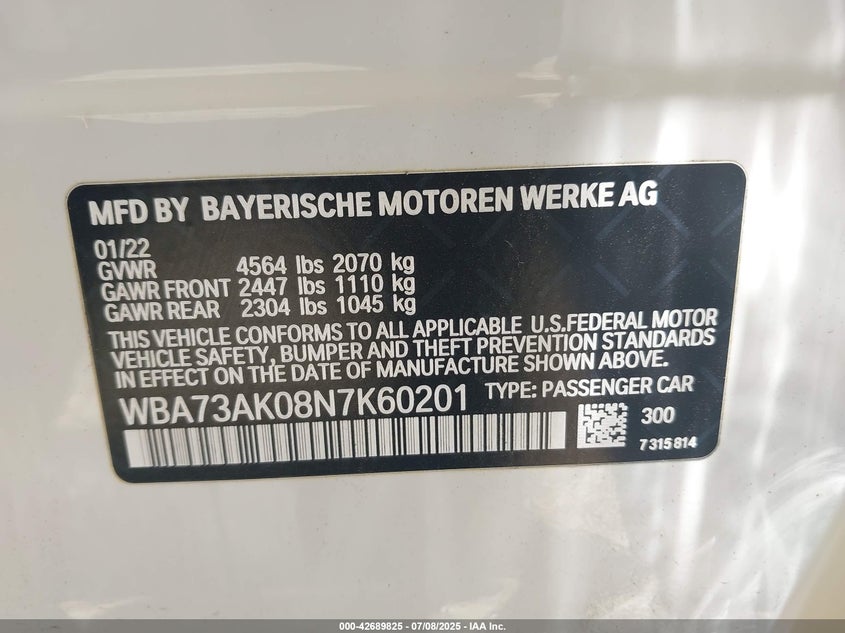 MFD BY BAYERISCHE MOTOREN WERKE AG
01/22
GVWR 4564 lbs 2070 kg
GAWR FRONT 2447 lbs 1110 kg
GAWR REAR 2304 lbs 1045 kg
THIS VEHICLE CONFORMS TO ALL APPLICABLE U.S.FEDERAL MOTOR
VEHICLE SAFETY, BUMPER AND THEFT PREVENTION STANDARDS
IN EFFECT ON THE DATE OF MANUFACTURE SHOWN ABOVE.
WBA73AK08N7K60201 TYPE: PASSENGER CAR
300
7315814
000-42689825 - 07/08/2025 - IAA Inc.